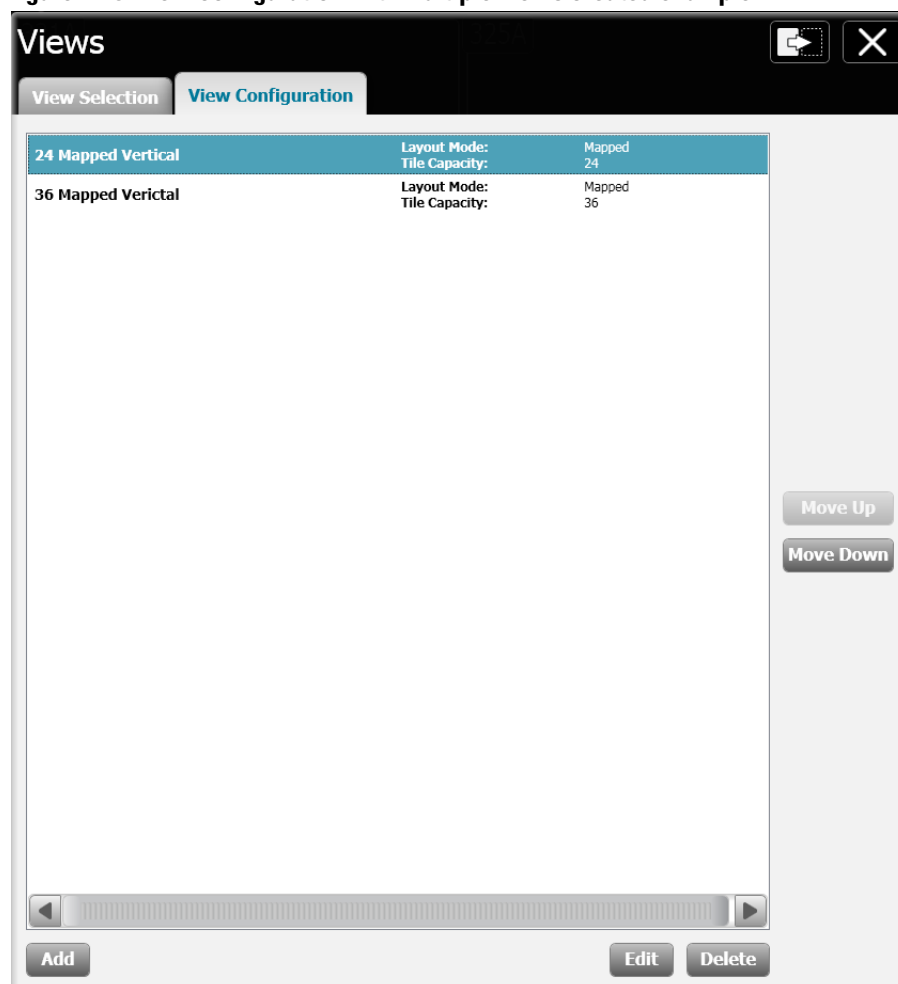 Views
View Selection View Configuration
24 Mapped Vertical Layout Mode: Mapped
Tile Capacity: 24
36 Mapped Verictal Layout Mode: Mapped
Tile Capacity: 36
Move Up
Move Down
Add Edit Delete